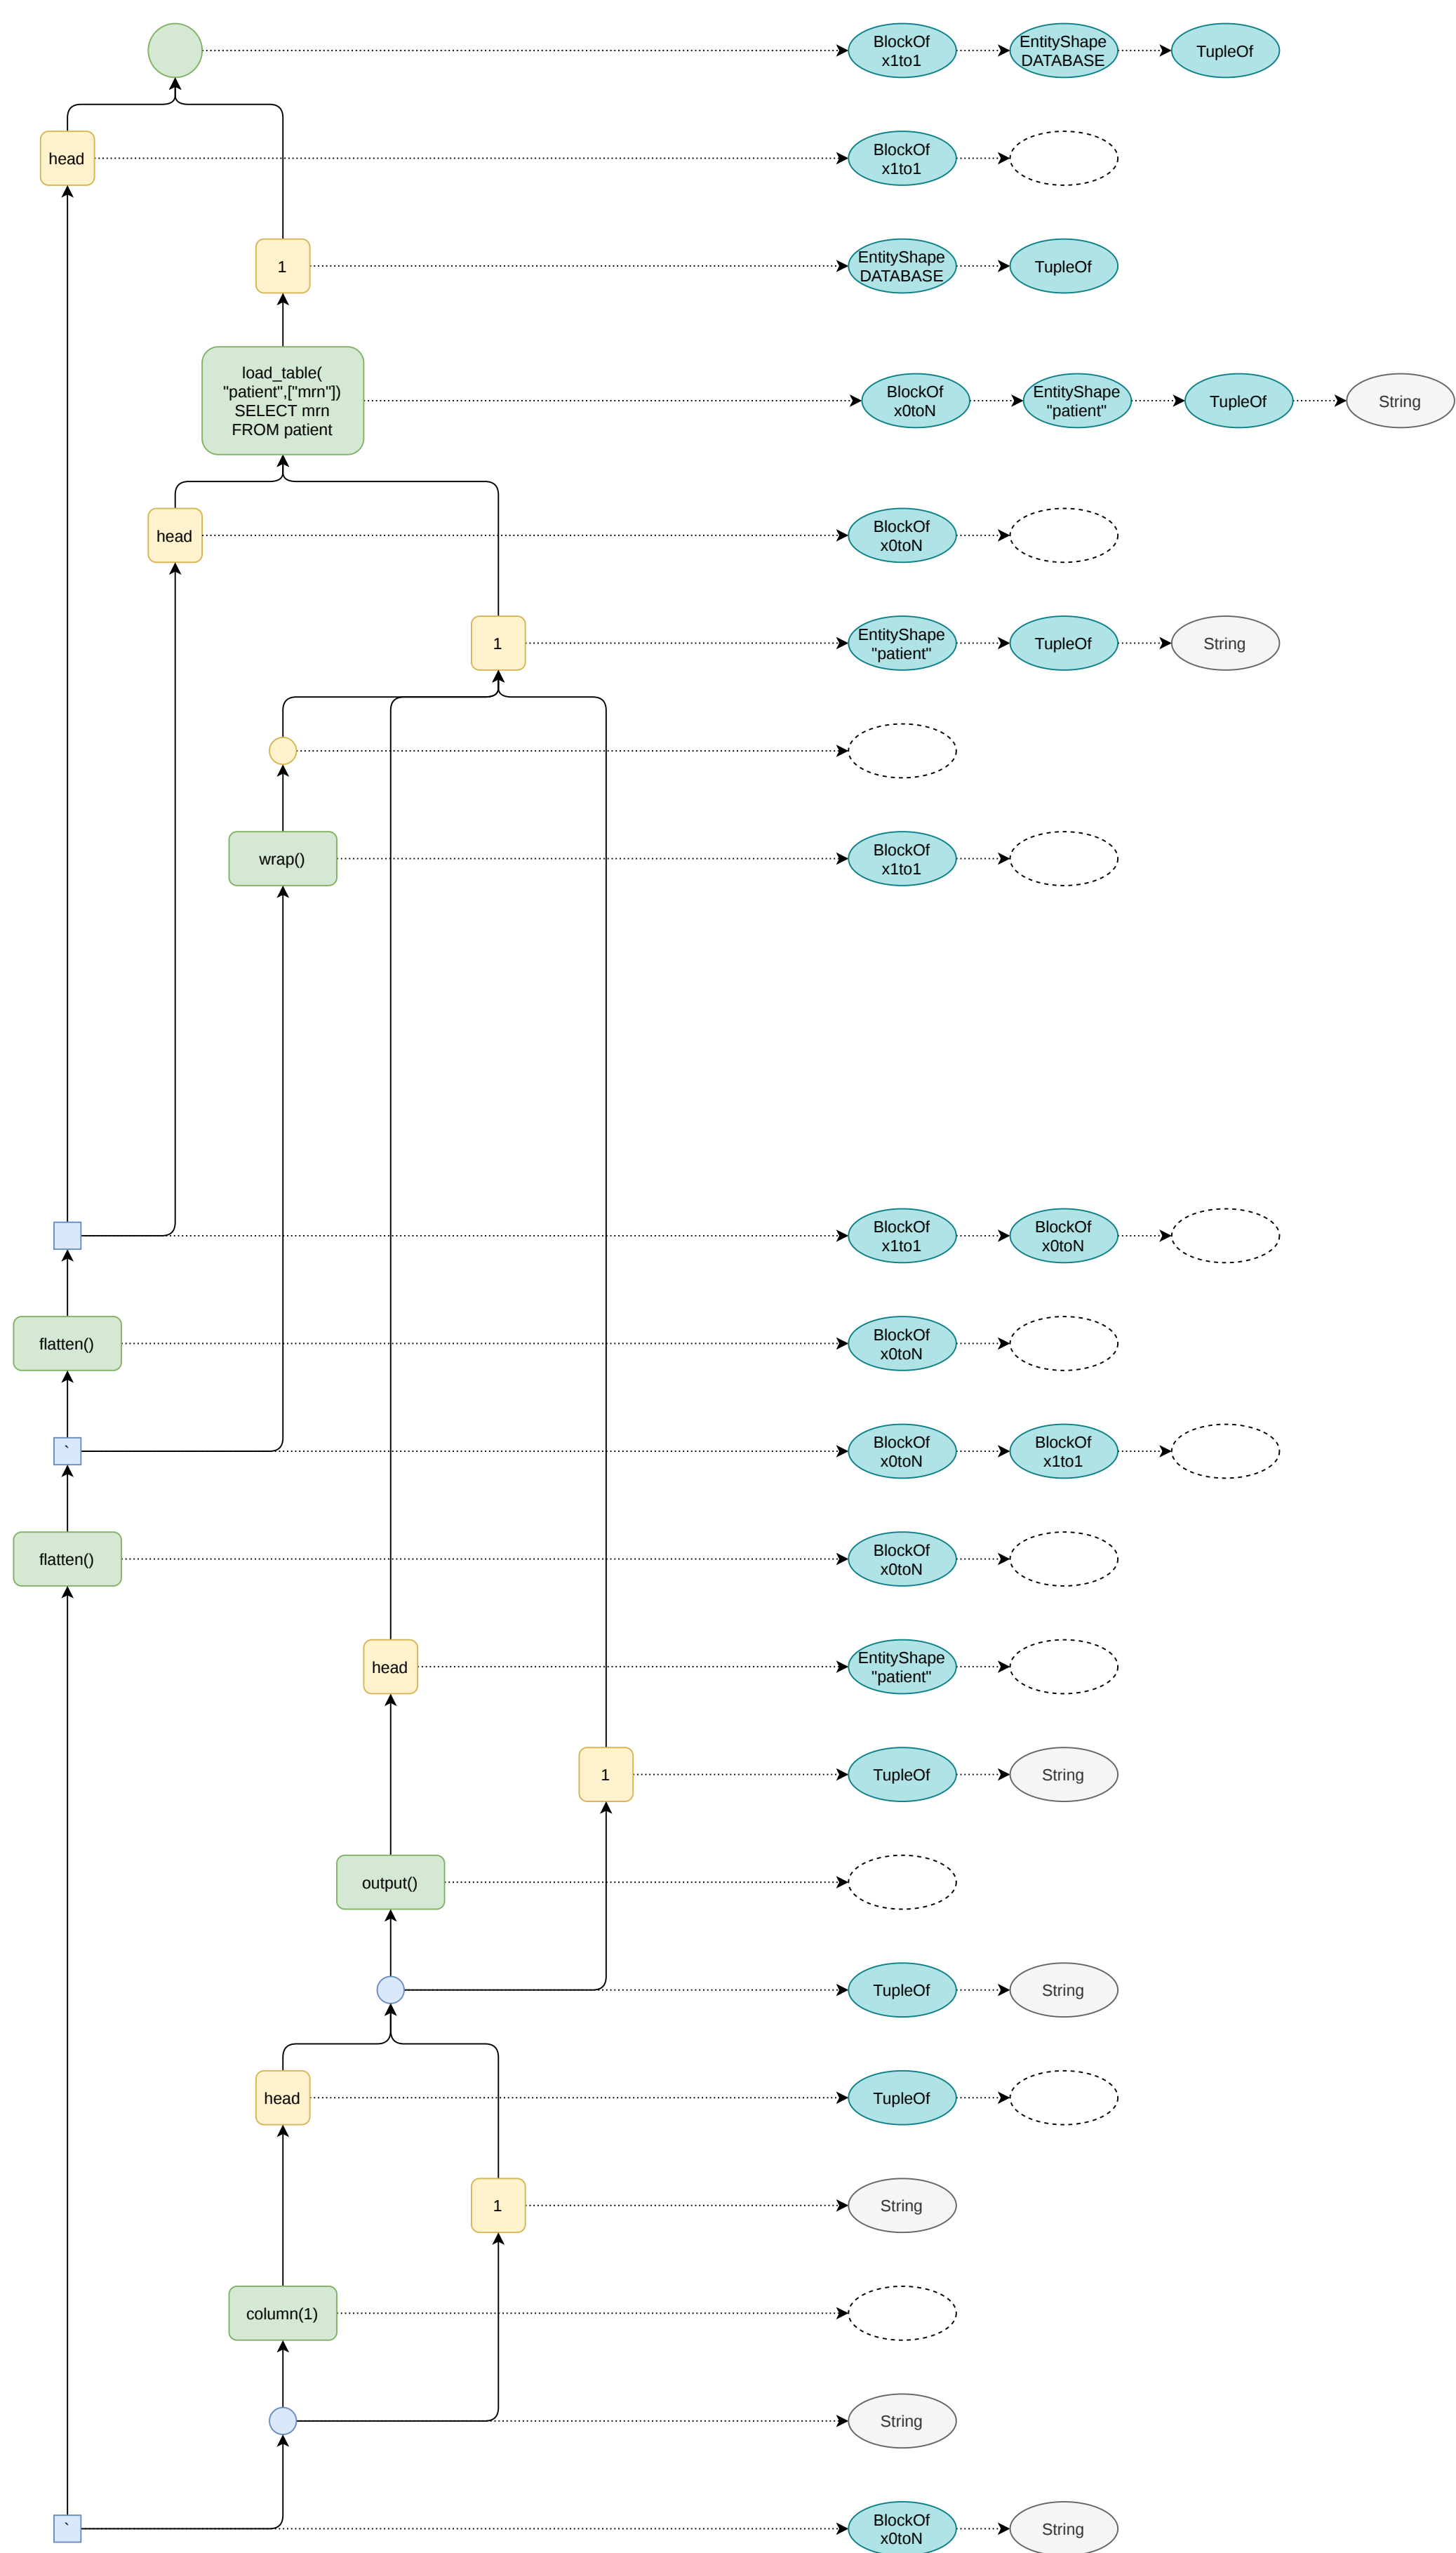 BlockOf
x1to1
EntityShape
DATABASE
TupleOf
head
BlockOf
x1to1
1
EntityShape
DATABASE
TupleOf
load_table(
"patient",["mrn"])
SELECT mrn
FROM patient
BlockOf
x0toN
EntityShape
"patient"
TupleOf
String
head
BlockOf
x0toN
1
EntityShape
"patient"
TupleOf
String
wrap()
BlockOf
x1to1
BlockOf
x1to1
BlockOf
x0toN
flatten()
BlockOf
x0toN
`
BlockOf
x0toN
BlockOf
x1to1
flatten()
BlockOf
x0toN
head
EntityShape
"patient"
1
TupleOf
String
output()
TupleOf
String
head
TupleOf
1
String
column(1)
String
`
BlockOf
x0toN
String